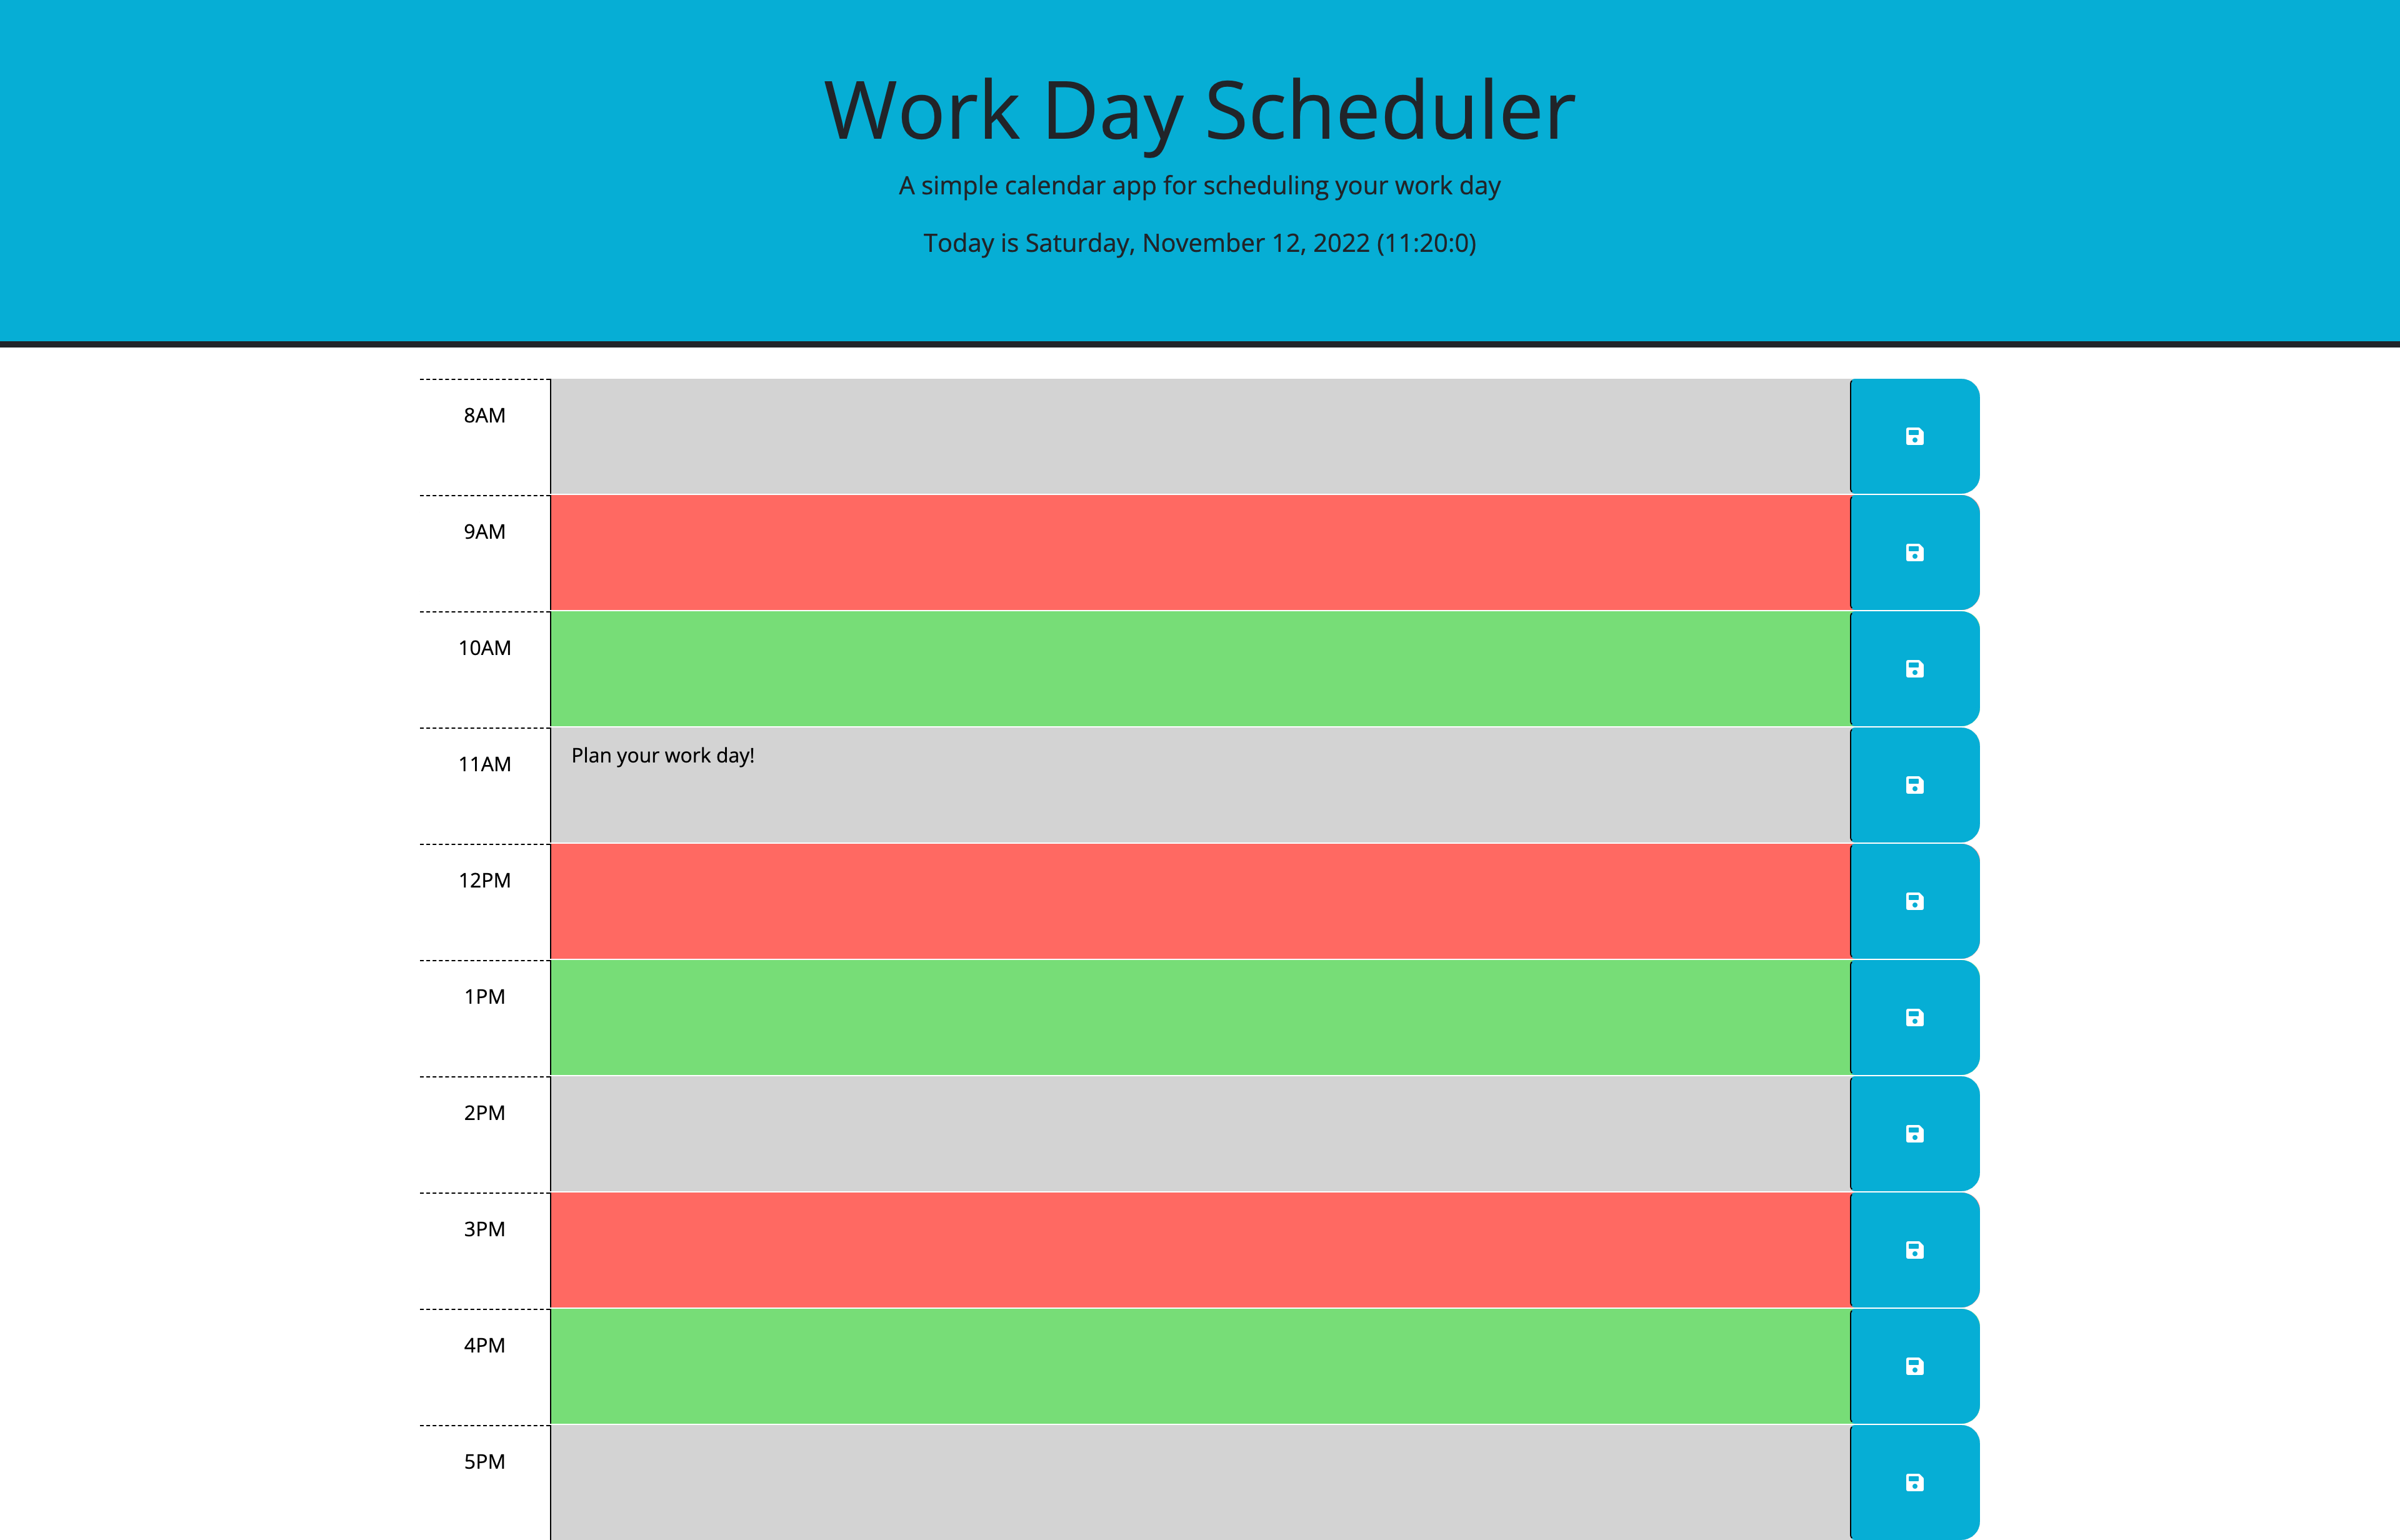 Work Day Scheduler
A simple calendar app for scheduling your work day
Today is Saturday, November 12, 2022 (11:20:0)
8AM
9AM
10AM
11AM
Plan your work day!
12PM
1PM
2PM
3PM
4PM
5PM